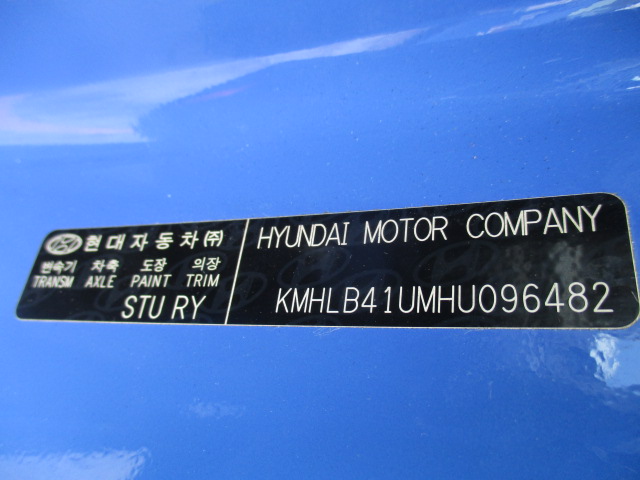 현대자동차㈜
변속기 차축 도장 의장
TRANSM AXLE PAINT TRIM
STU RY
HYUNDAI MOTOR COMPANY
KMHLB41UMHU096482